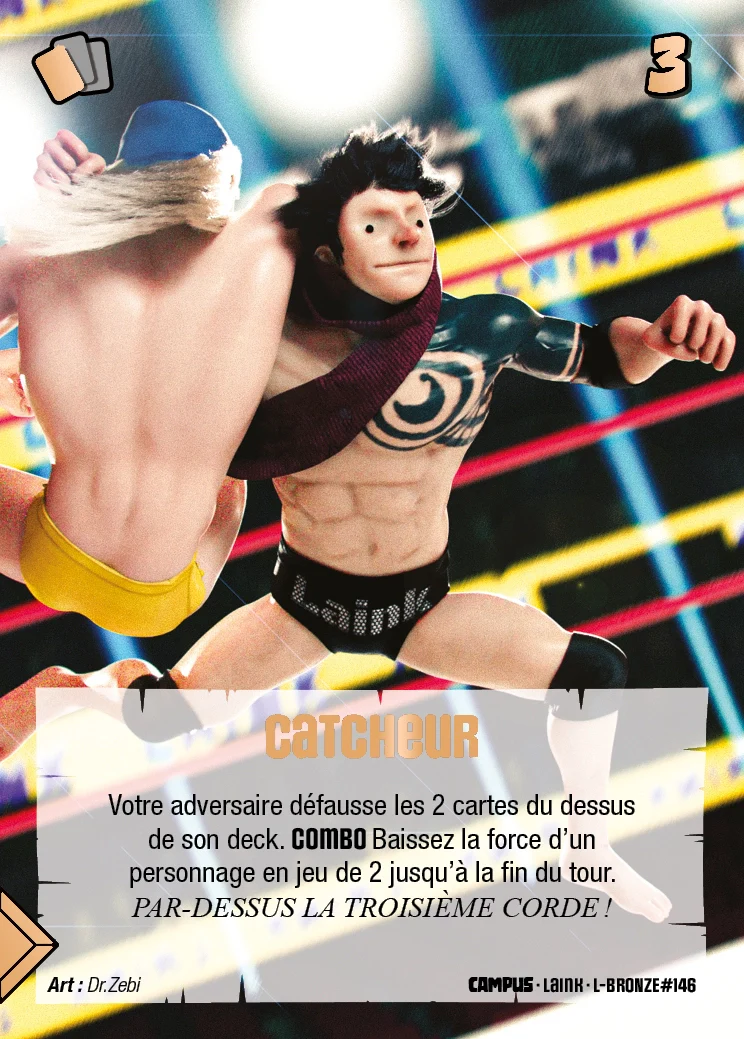 3
LWINK
Laink
CATCHEUR
Votre adversaire défausse les 2 cartes du dessus
de son deck. COMBO Baissez la force d'un
personnage en jeu de 2 jusqu'à la fin du tour.
PAR-DESSUS LA TROISIÈME CORDE !
Art : Dr.Zebi
CAMPUS · LAINK · L-BRONZE#146